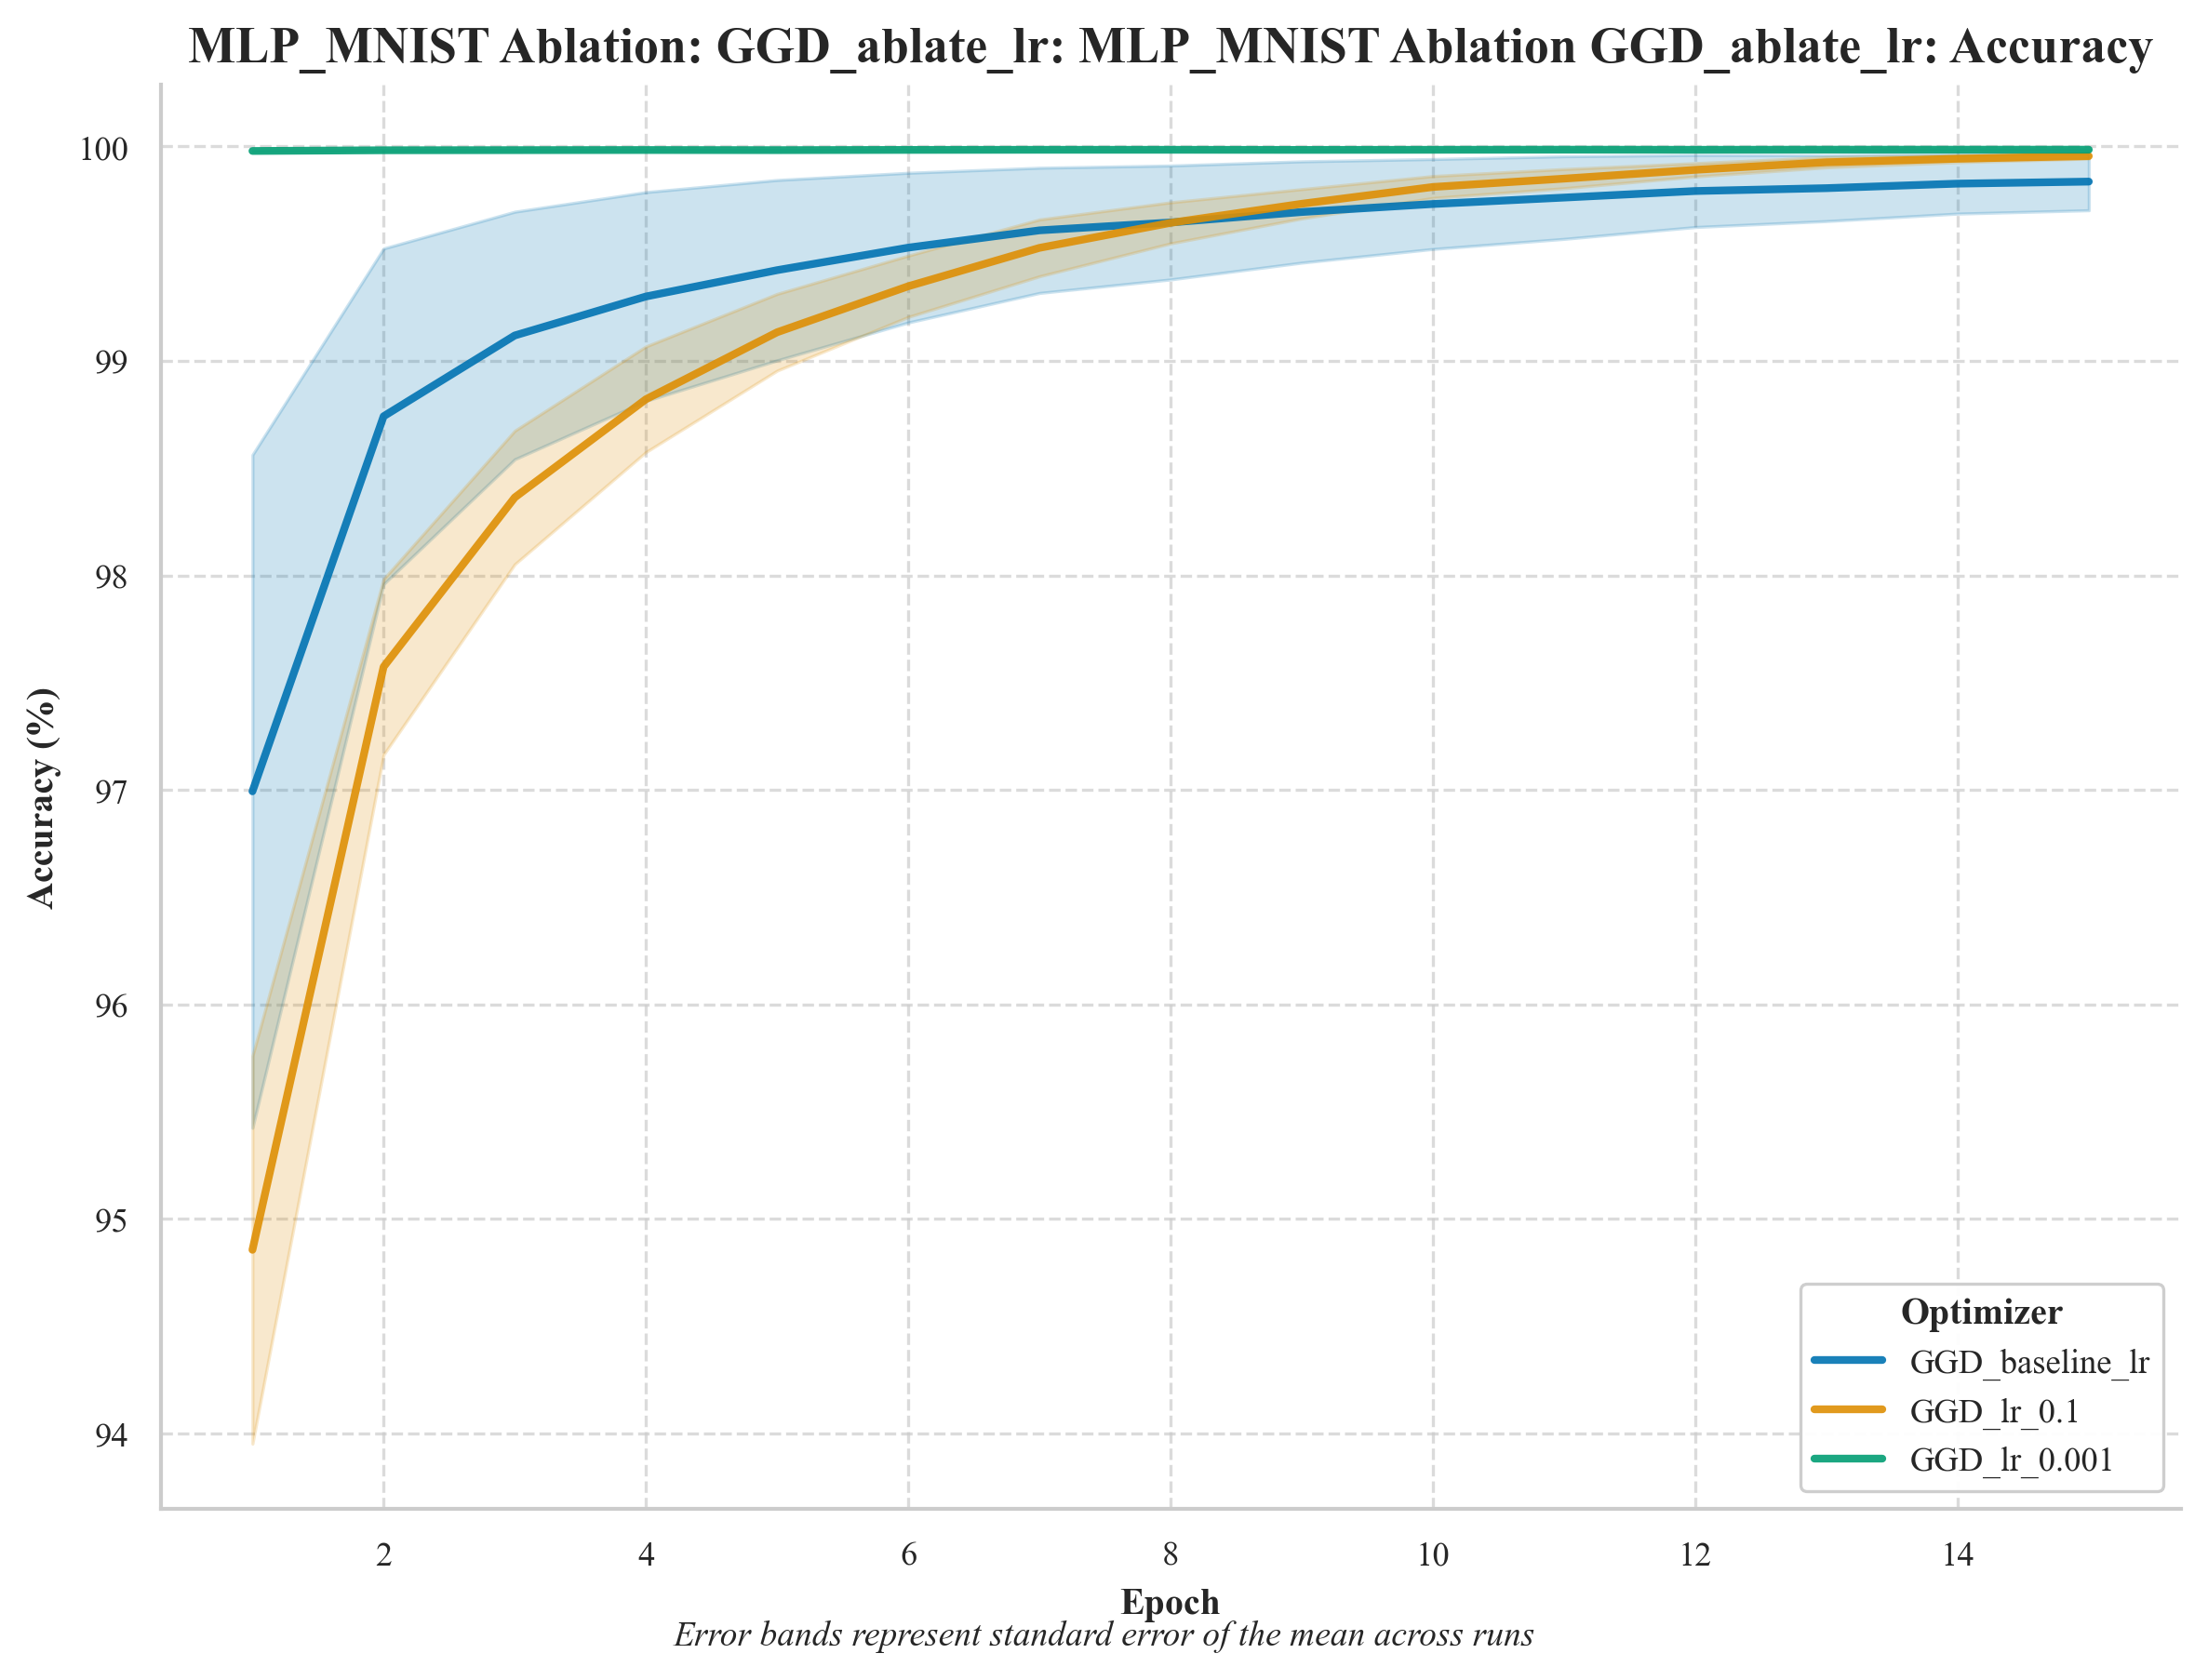 MLP_MNIST Ablation: GGD_ablate_lr: MLP_MNIST Ablation GGD_ablate_lr: Accuracy
100
99
98
97
96
95
94
Accuracy (%)
Optimizer
GGD_baseline_lr
GGD_lr_0.1
GGD_lr_0.001
2 4 6 8 10 12 14
Epoch
Error bands represent standard error of the mean across runs